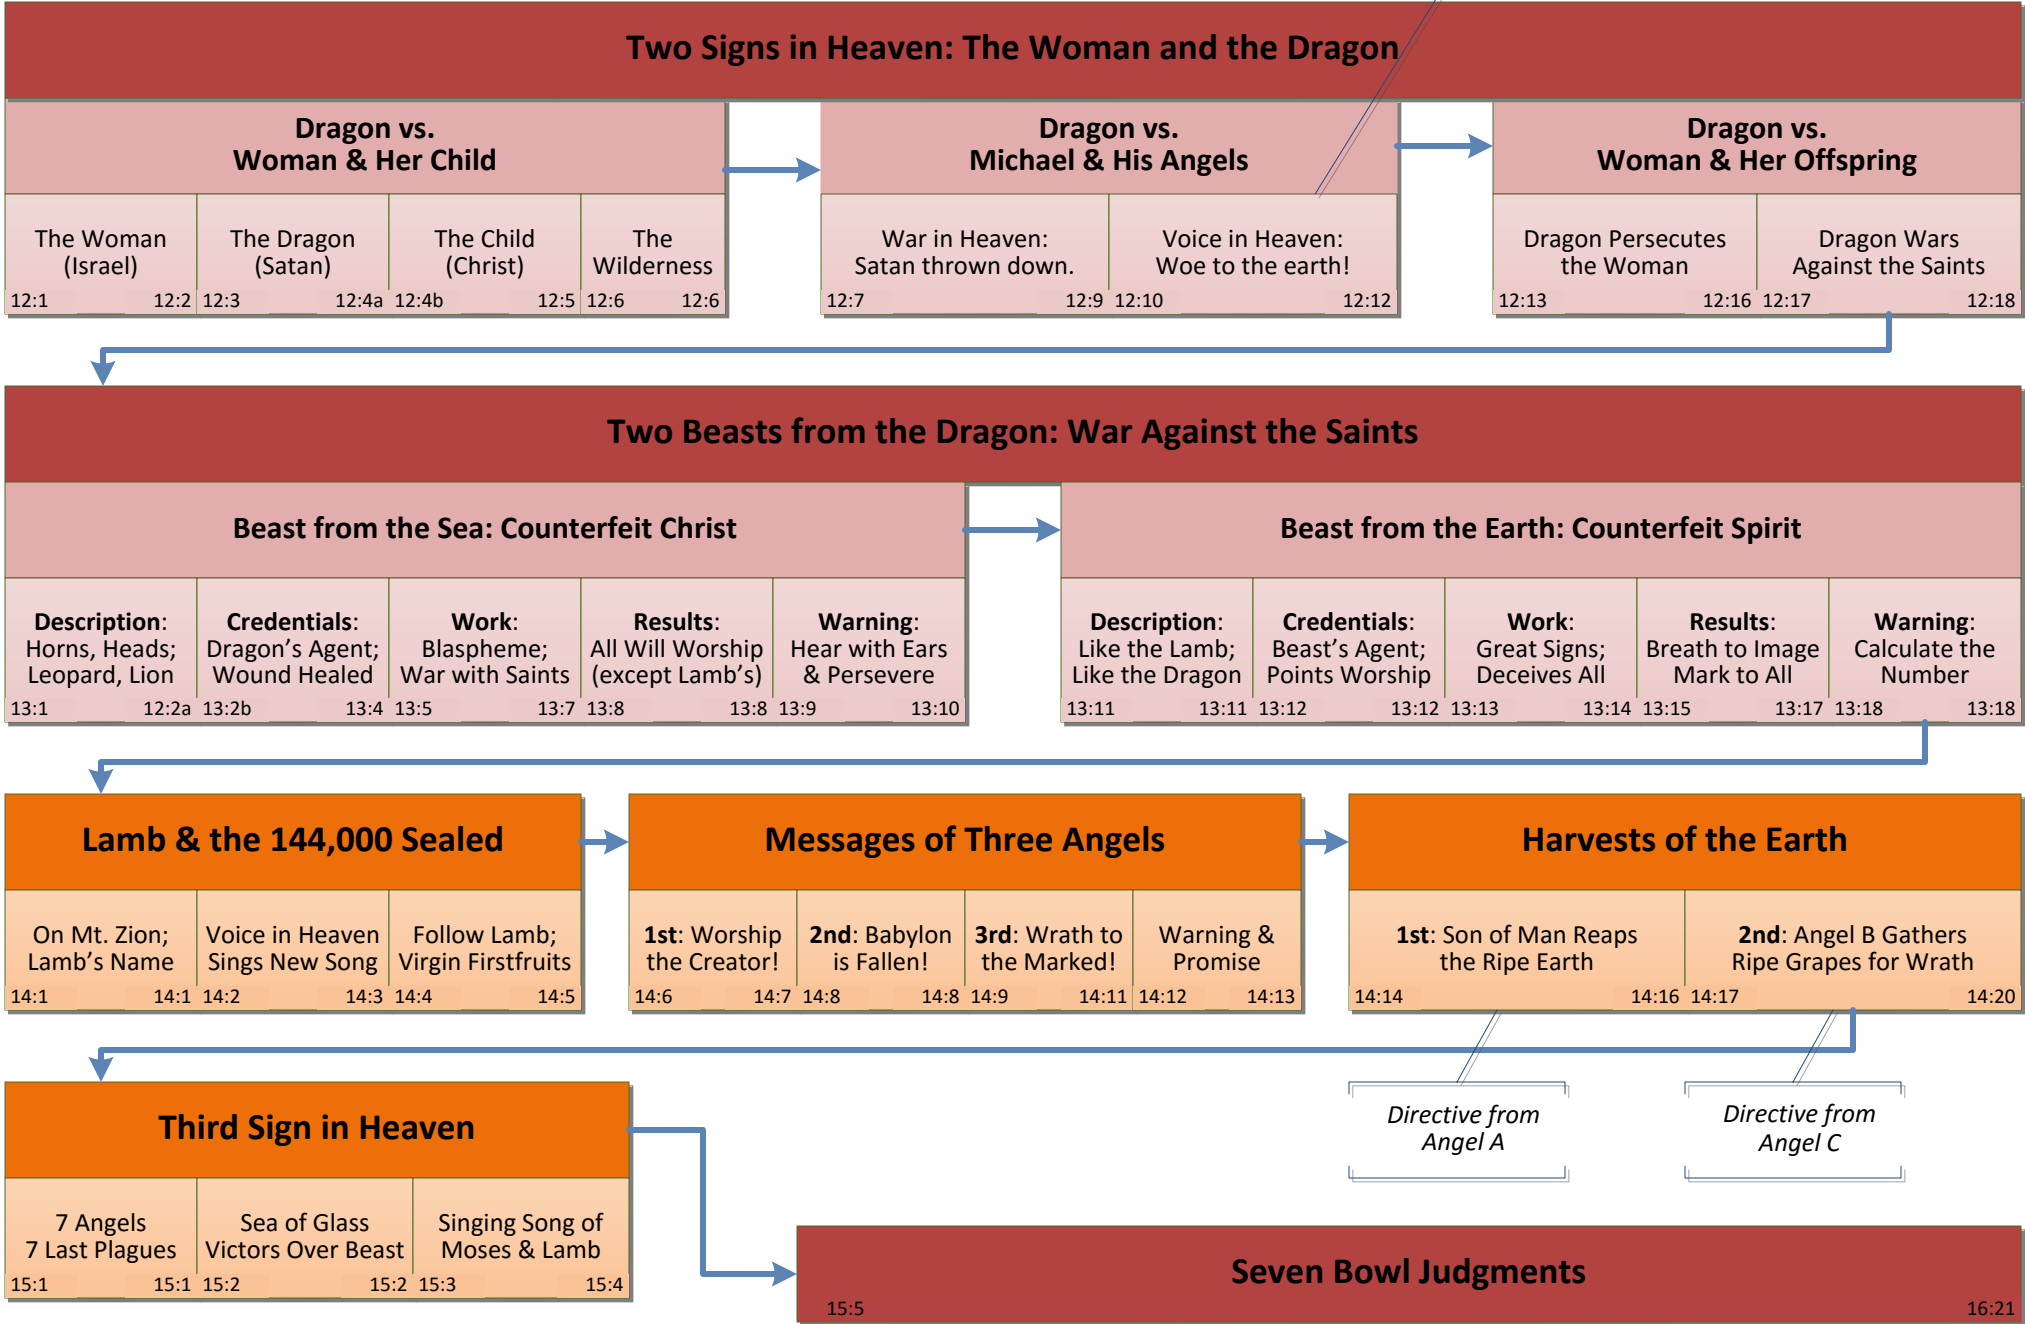 Two Signs in Heaven: The Woman and the Dragon
Dragon vs.
Woman & Her Child
Dragon vs.
Michael & His Angels
Dragon vs.
Woman & Her Offspring
The Woman
(Israel)
12:1 12:2
The Dragon
(Satan)
12:3 12:4a
The Child
(Christ)
12:4b 12:5
The
Wilderness
12:6 12:6
War in Heaven:
Satan thrown down.
12:7 12:9
Voice in Heaven:
Woe to the earth!
12:10 12:12
Dragon Persecutes
the Woman
12:13 12:16
Dragon Wars
Against the Saints
12:17 12:18
Two Beasts from the Dragon: War Against the Saints
Beast from the Sea: Counterfeit Christ
Beast from the Earth: Counterfeit Spirit
Description:
Horns, Heads;
Leopard, Lion
13:1 12:2a
Credentials:
Dragon's Agent;
Wound Healed
13:2b 13:4
Work:
Blaspheme;
War with Saints
13:5 13:7
Results:
All Will Worship
(except Lamb's)
13:8 13:8
Warning:
Hear with Ears
& Persevere
13:9 13:10
Description:
Like the Lamb;
Like the Dragon
13:11 13:11
Credentials:
Beast's Agent;
Points Worship
13:12 13:12
Work:
Great Signs;
Deceives All
13:13 13:14
Results:
Breath to Image
Mark to All
13:15 13:17
Warning:
Calculate the
Number
13:18 13:18
Lamb & the 144,000 Sealed
On Mt. Zion;
Lamb's Name
14:1 14:1
Voice in Heaven
Sings New Song
14:2 14:3
Follow Lamb;
Virgin Firstfruits
14:4 14:5
Messages of Three Angels
1st: Worship
the Creator!
14:6 14:7
2nd: Babylon
is Fallen!
14:8 14:8
3rd: Wrath to
the Marked!
14:9 14:11
Warning &
Promise
14:12 14:13
Harvests of the Earth
1st: Son of Man Reaps
the Ripe Earth
14:14 14:16
2nd: Angel B Gathers
Ripe Grapes for Wrath
14:17 14:20
Directive from
Angel A
Directive from
Angel C
Third Sign in Heaven
7 Angels
7 Last Plagues
15:1 15:1
Sea of Glass
Victors Over Beast
15:2 15:2
Singing Song of
Moses & Lamb
15:3 15:4
Seven Bowl Judgments
15:5 16:21